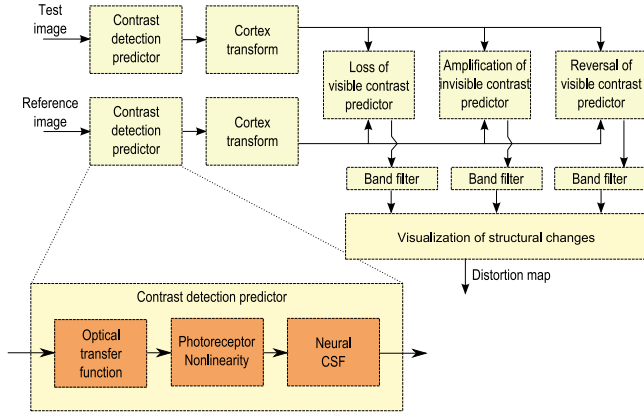 Test
image
Contrast
detection
predictor
Cortex
transform
Loss of
visible contrast
predictor
Amplification of
invisible contrast
predictor
Reversal of
visible contrast
predictor
Reference
image
Contrast
detection
predictor
Cortex
transform
Band filter
Band filter
Band filter
Visualization of structural changes
Distortion map
Contrast detection predictor
Optical
transfer
function
Photoreceptor
Nonlinearity
Neural
CSF